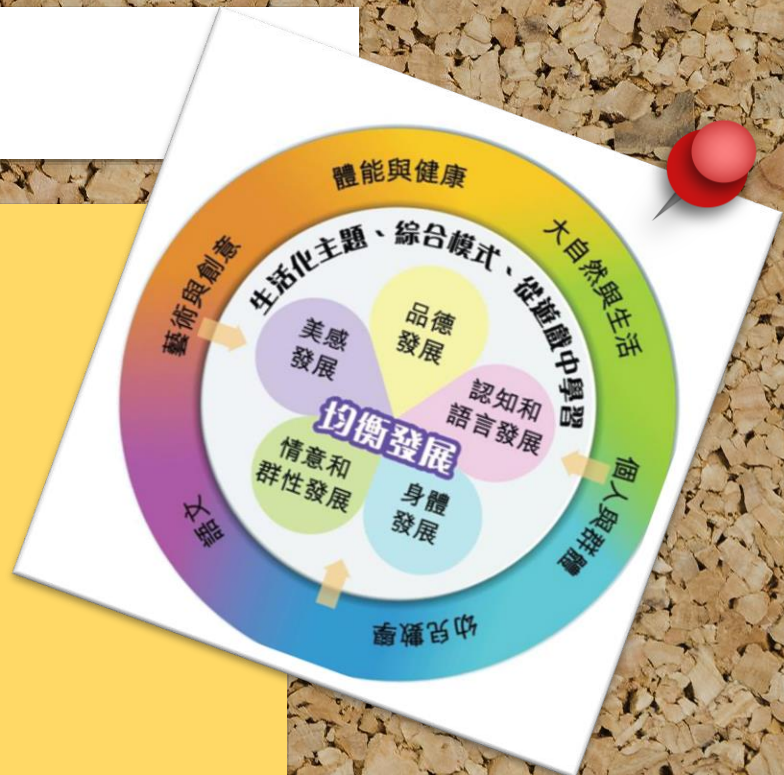 體能與健康
大自然與生活
個人與群體
幼兒數學
語文
藝術與創意
生活化主題、綜合模式、從遊戲中學習
品德
發展
認知和
語言發展
身體
發展
情意和
群性發展
美感
發展
均衡發展